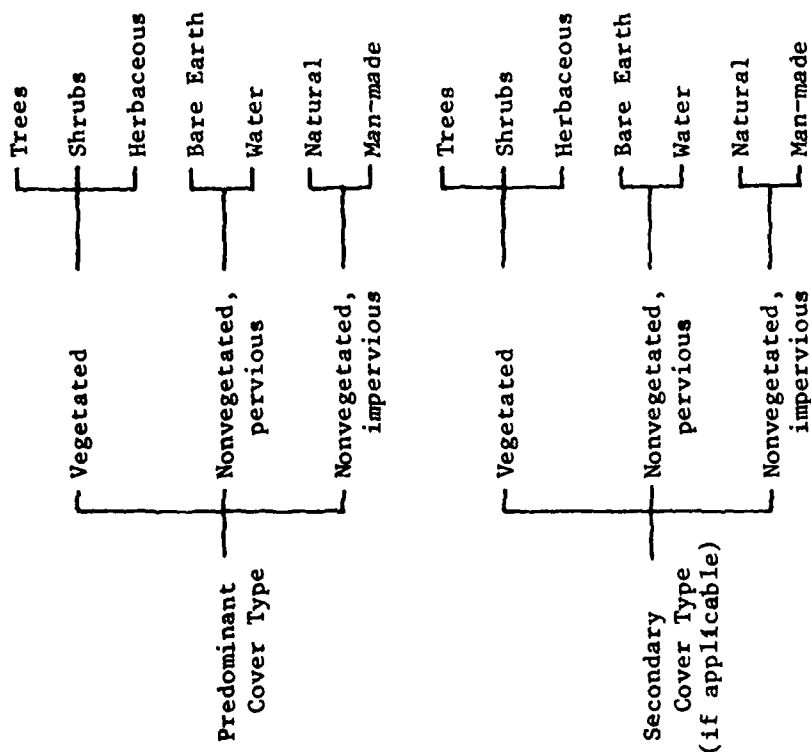 Predominant
Cover Type
Vegetated
Trees
Shrubs
Herbaceous
Nonvegetated,
pervious
Bare Earth
Water
Nonvegetated,
impervious
Natural
Man-made
Secondary
Cover Type
(if applicable)
Vegetated
Trees
Shrubs
Herbaceous
Nonvegetated,
pervious
Bare Earth
Water
Nonvegetated,
impervious
Natural
Man-made